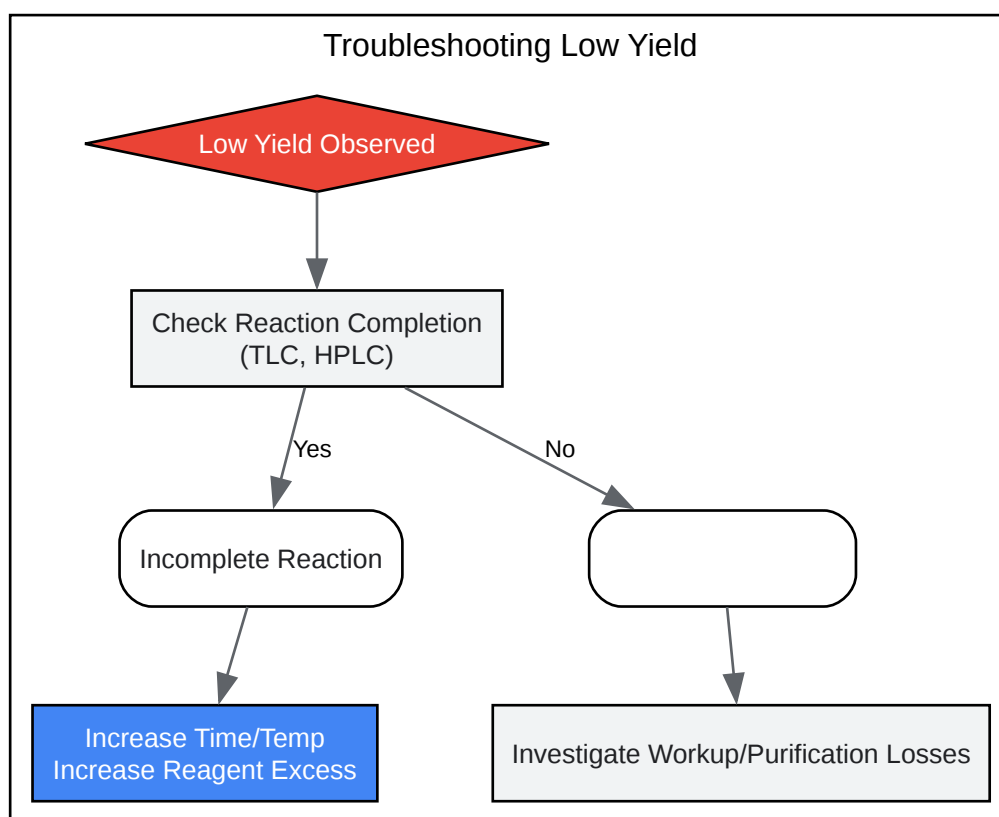 Troubleshooting Low Yield
Low Yield Observed
Check Reaction Completion
(TLC, HPLC)
Yes
No
Incomplete Reaction
Increase Time/Temp
Increase Reagent Excess
Investigate Workup/Purification Losses